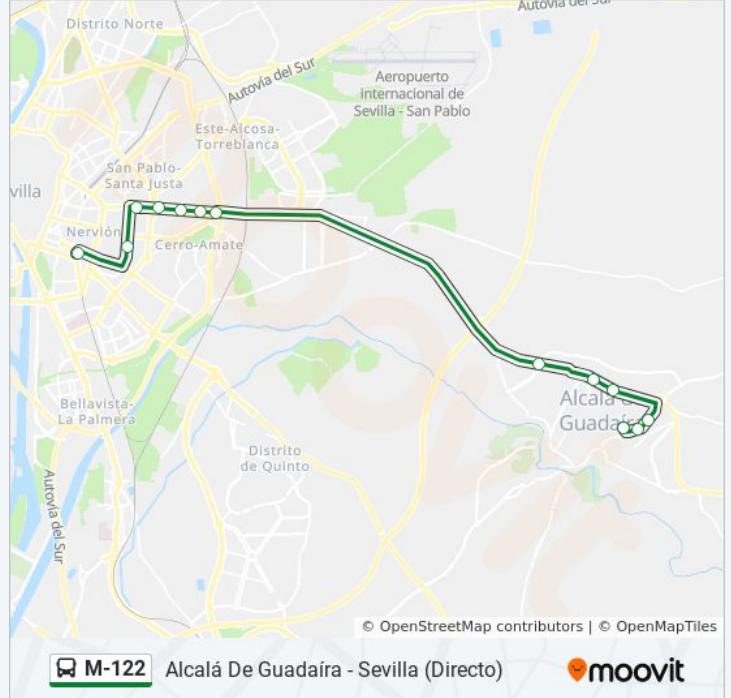 Autovía del Sur
Distrito Norte
Autovía del Sur
Aeropuerto
internacional de
Sevilla - San Pablo
Este-Alcosa-
Torreblanca
San Pablo-
Santa Justa
villa
Nervión
Cerro-Amate
Alcalá d
Guadaíra
Bellavista-
La Palmera
Distrito
de Quinto
Autovía del Sur
© OpenStreetMap contributors | © OpenMapTiles
M-122 Alcalá De Guadaíra - Sevilla (Directo) moovit